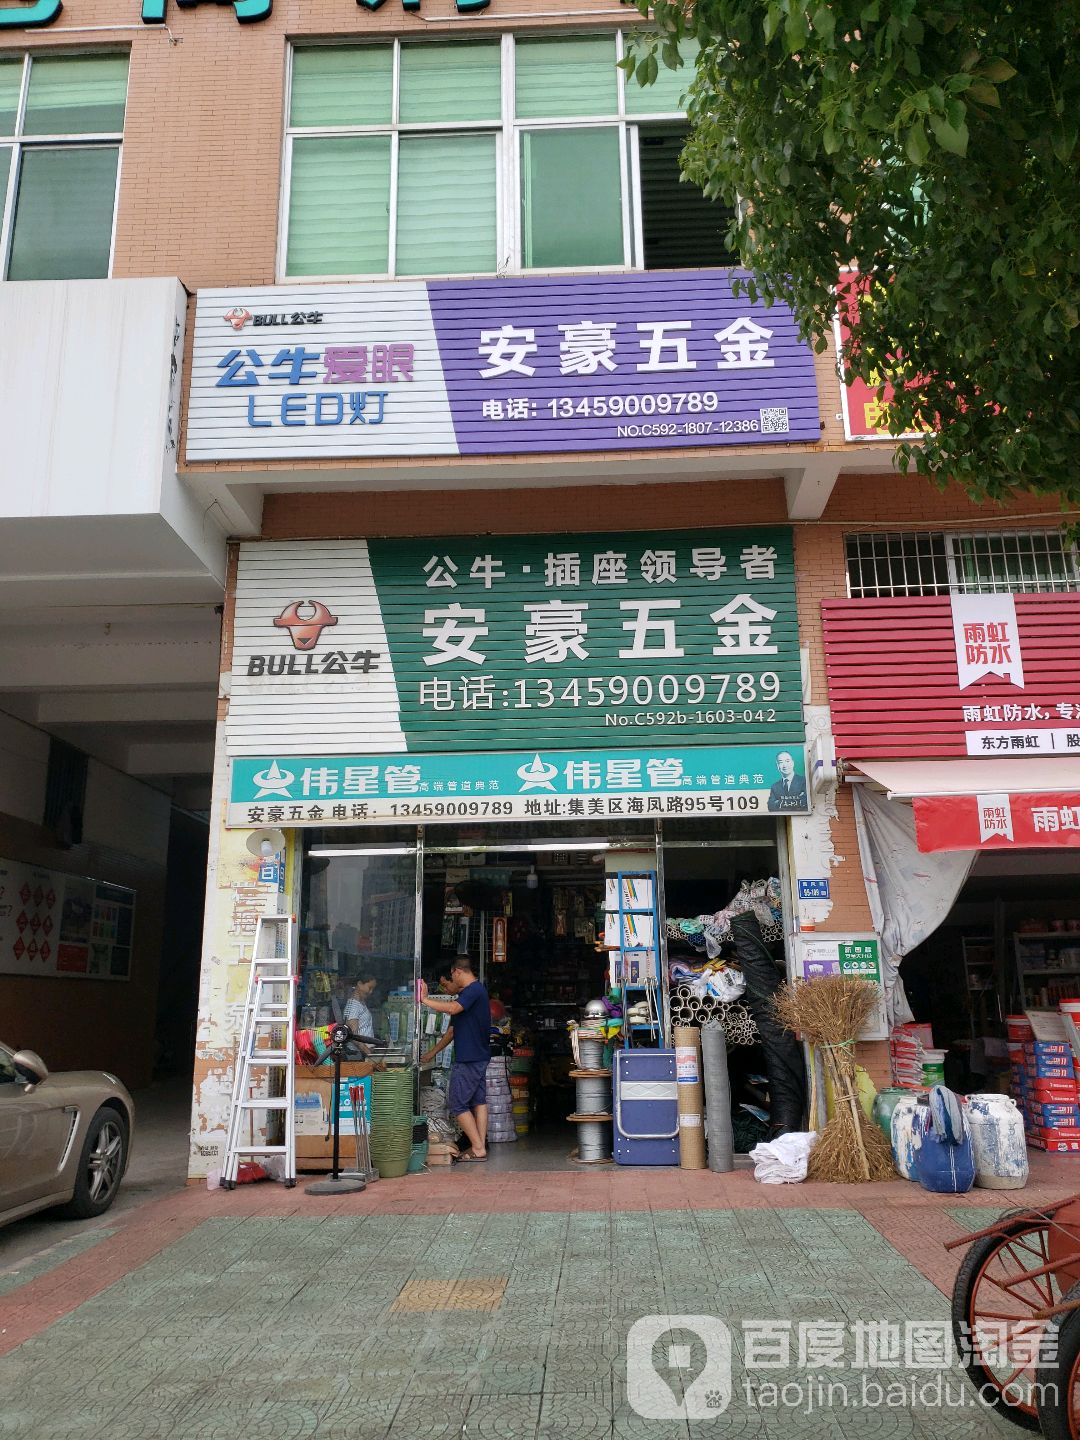 BULL公牛
公牛爱眼
LED灯
安豪五金
电话: 13459009789
NO.C592-1807-12386
公牛·插座领导者
安豪五金
BULL公牛
电话:13459009789
No.C592b-1603-042
伟星管 高端管道典范 伟星管 高端管道典范
安豪五金 电话: 13459009789 地址:集美区海凤路95号109
雨虹
防水
雨虹防水,专
东方雨虹 | 股
雨虹
防水
雨虹
95-109
百度地图淘金
taojin.baidu.com